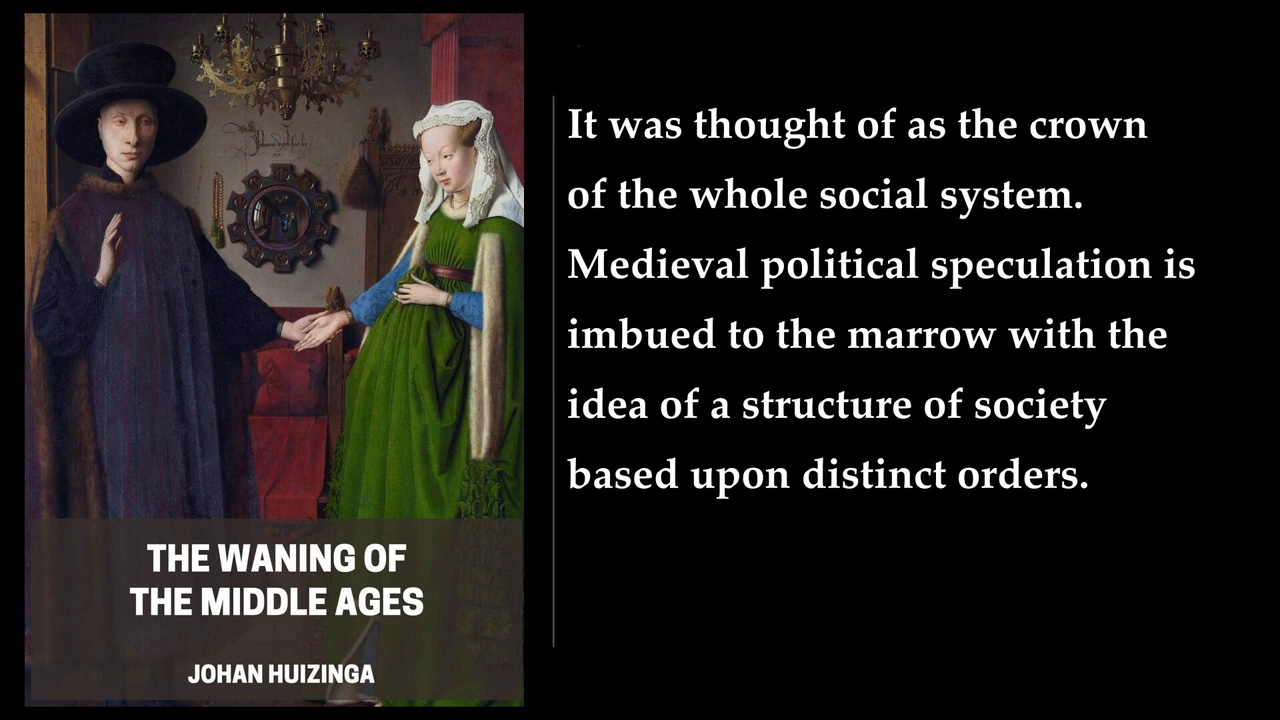 THE WANING OF
THE MIDDLE AGES
JOHAN HUIZINGA
It was thought of as the crown
of the whole social system.
Medieval political speculation is
imbued to the marrow with the
idea of a structure of society
based upon distinct orders.